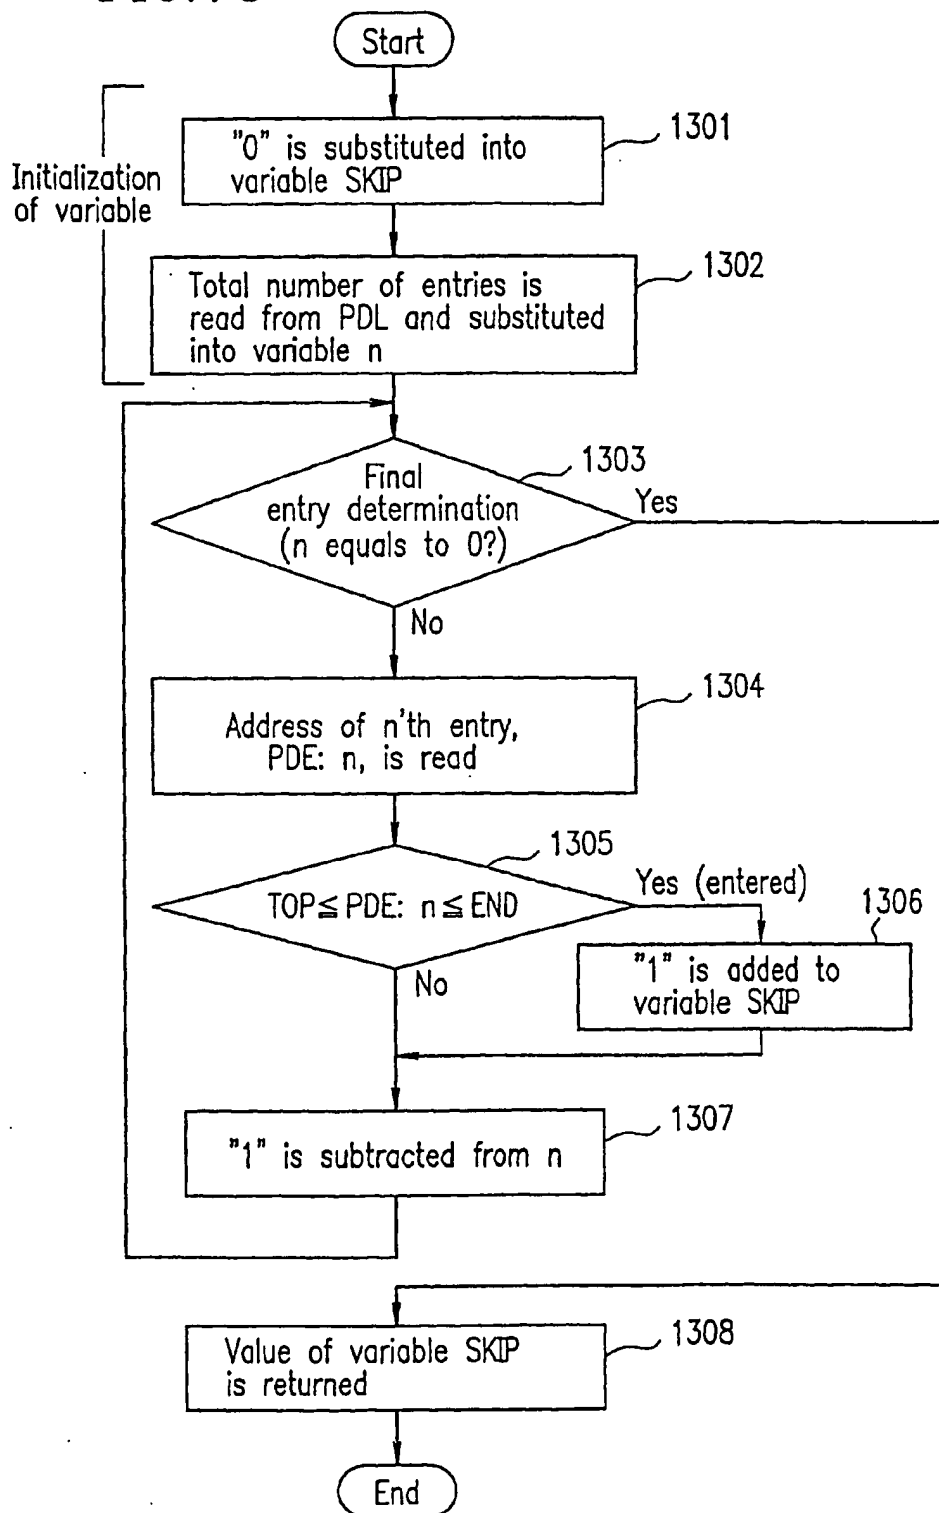 Start
Initialization
of variable
"0" is substituted into
variable SKIP
1301
Total number of entries is
read from PDL and substituted
into variable n
1302
Final
entry determination
(n equals to 0?)
1303
Yes
No
Address of n'th entry,
PDE: n, is read
1304
TOP≦PDE: n≦END
1305
Yes (entered)
No
"1" is added to
variable SKIP
1306
"1" is subtracted from n
1307
Value of variable SKIP
is returned
1308
End